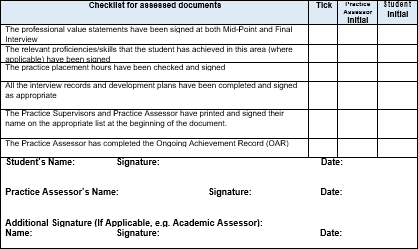 Checklist for assessed documents
Tick
Practice
Assessor
Initial
Student
Initial
The professional value statements have been signed at both Mid-Point and Final
Interview
The relevant proficiencies/skills that the student has achieved in this area (where
applicable) have been signed
The practice placement hours have been checked and signed
All the interview records and development plans have been completed and signed
as appropriate
The Practice Supervisors and Practice Assessor have printed and signed their
name on the appropriate list at the beginning of the document.
The Practice Assessor has completed the Ongoing Achievement Record (OAR)
Student's Name: Signature: Date:
Practice Assessor's Name: Signature: Date:
Additional Signature (If Applicable, e.g. Academic Assessor):
Name: Signature: Date: